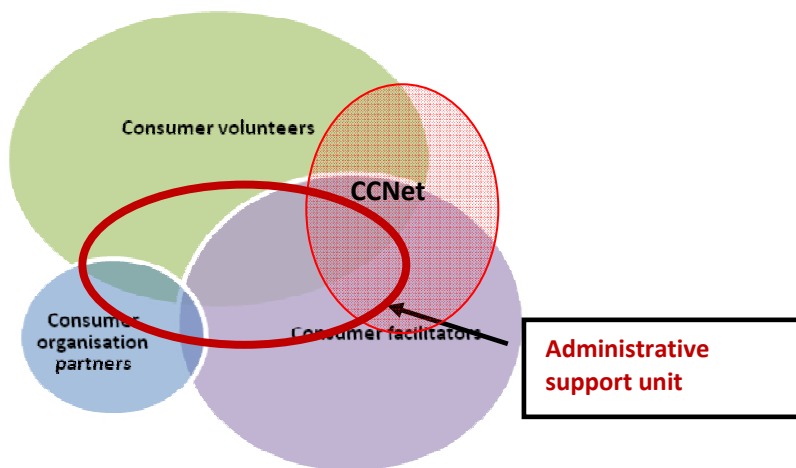 Consumer volunteers
CCNet
Consumer
organisation
partners
Consumer facilitators
Administrative
support unit